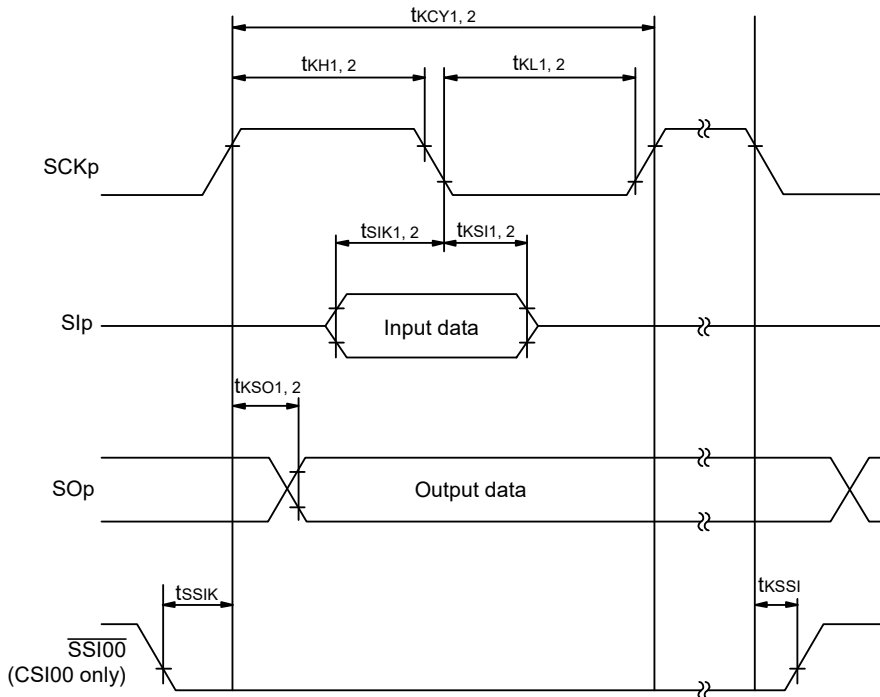 tKCY1, 2
tKH1, 2
tKL1, 2
SCKp
tSIK1, 2
tKSI1, 2
SIp
Input data
tKSO1, 2
SOp
Output data
tSSIK
tKSSI
SSI00
(CSI00 only)